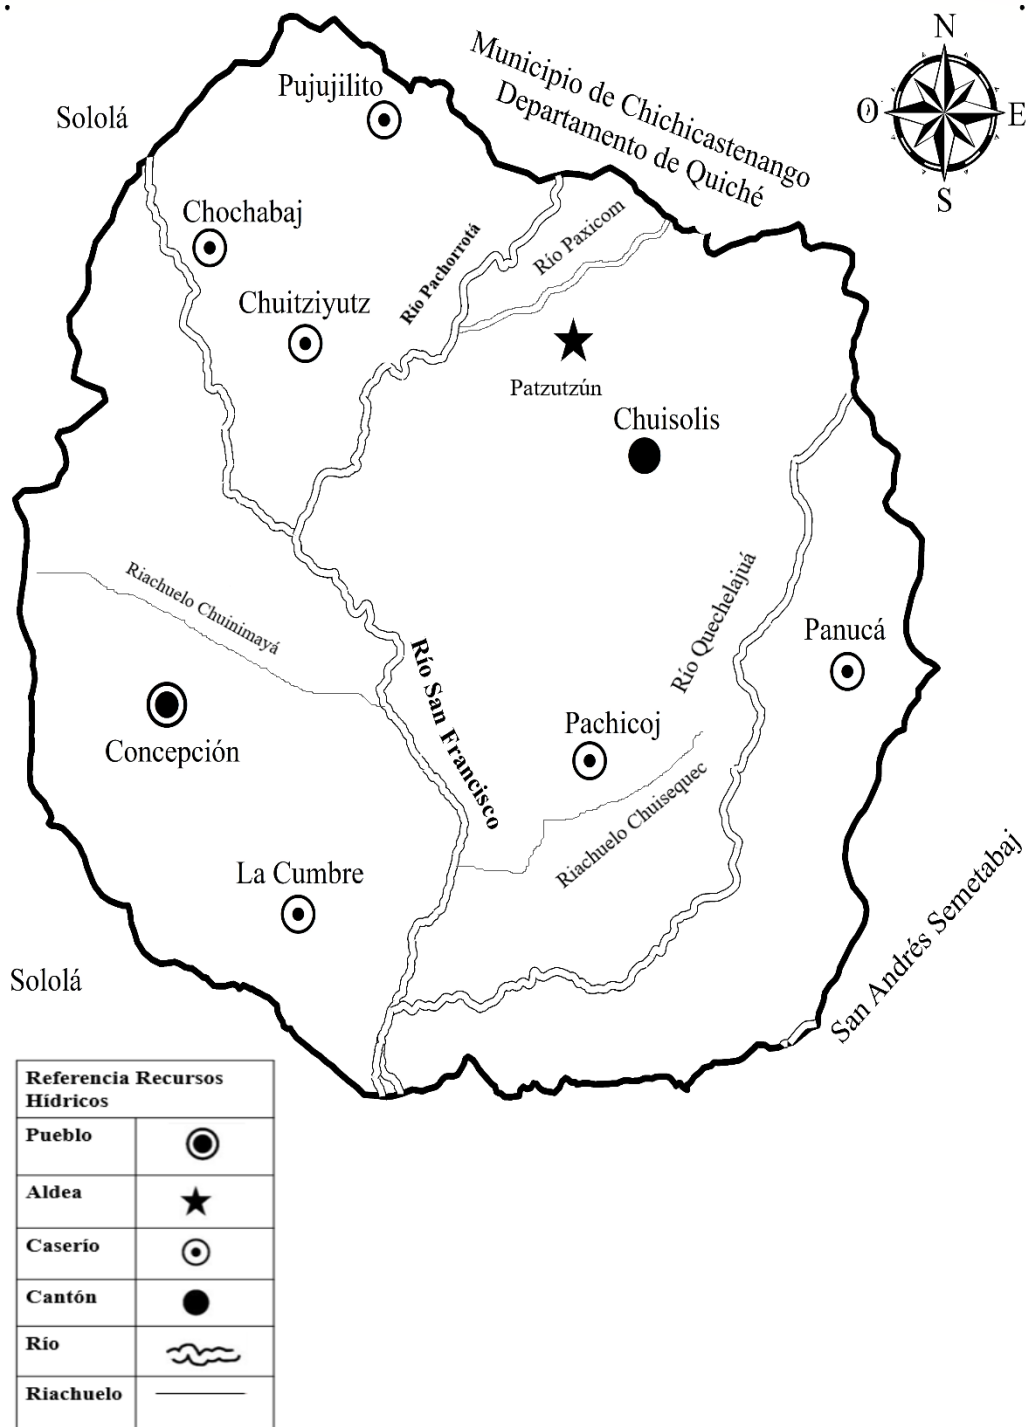 N
O
E
S
Municipio de Chichicastenango
Departamento de Quiché
Sololá
Pujujilito
Chochabaj
Río Pachorrotá
Río Paxicom
Chuitziyutz
Patzutzún
Chuisolis
Riachuelo Chuinimayá
Río Quechelajuá
Panucá
Río San Francisco
Concepción
Pachicoj
Riachuelo Chuisequec
La Cumbre
San Andrés Semetabaj
Sololá
Referencia Recursos
Hídricos
Pueblo
Aldea
Caserío
Cantón
Río
Riachuelo